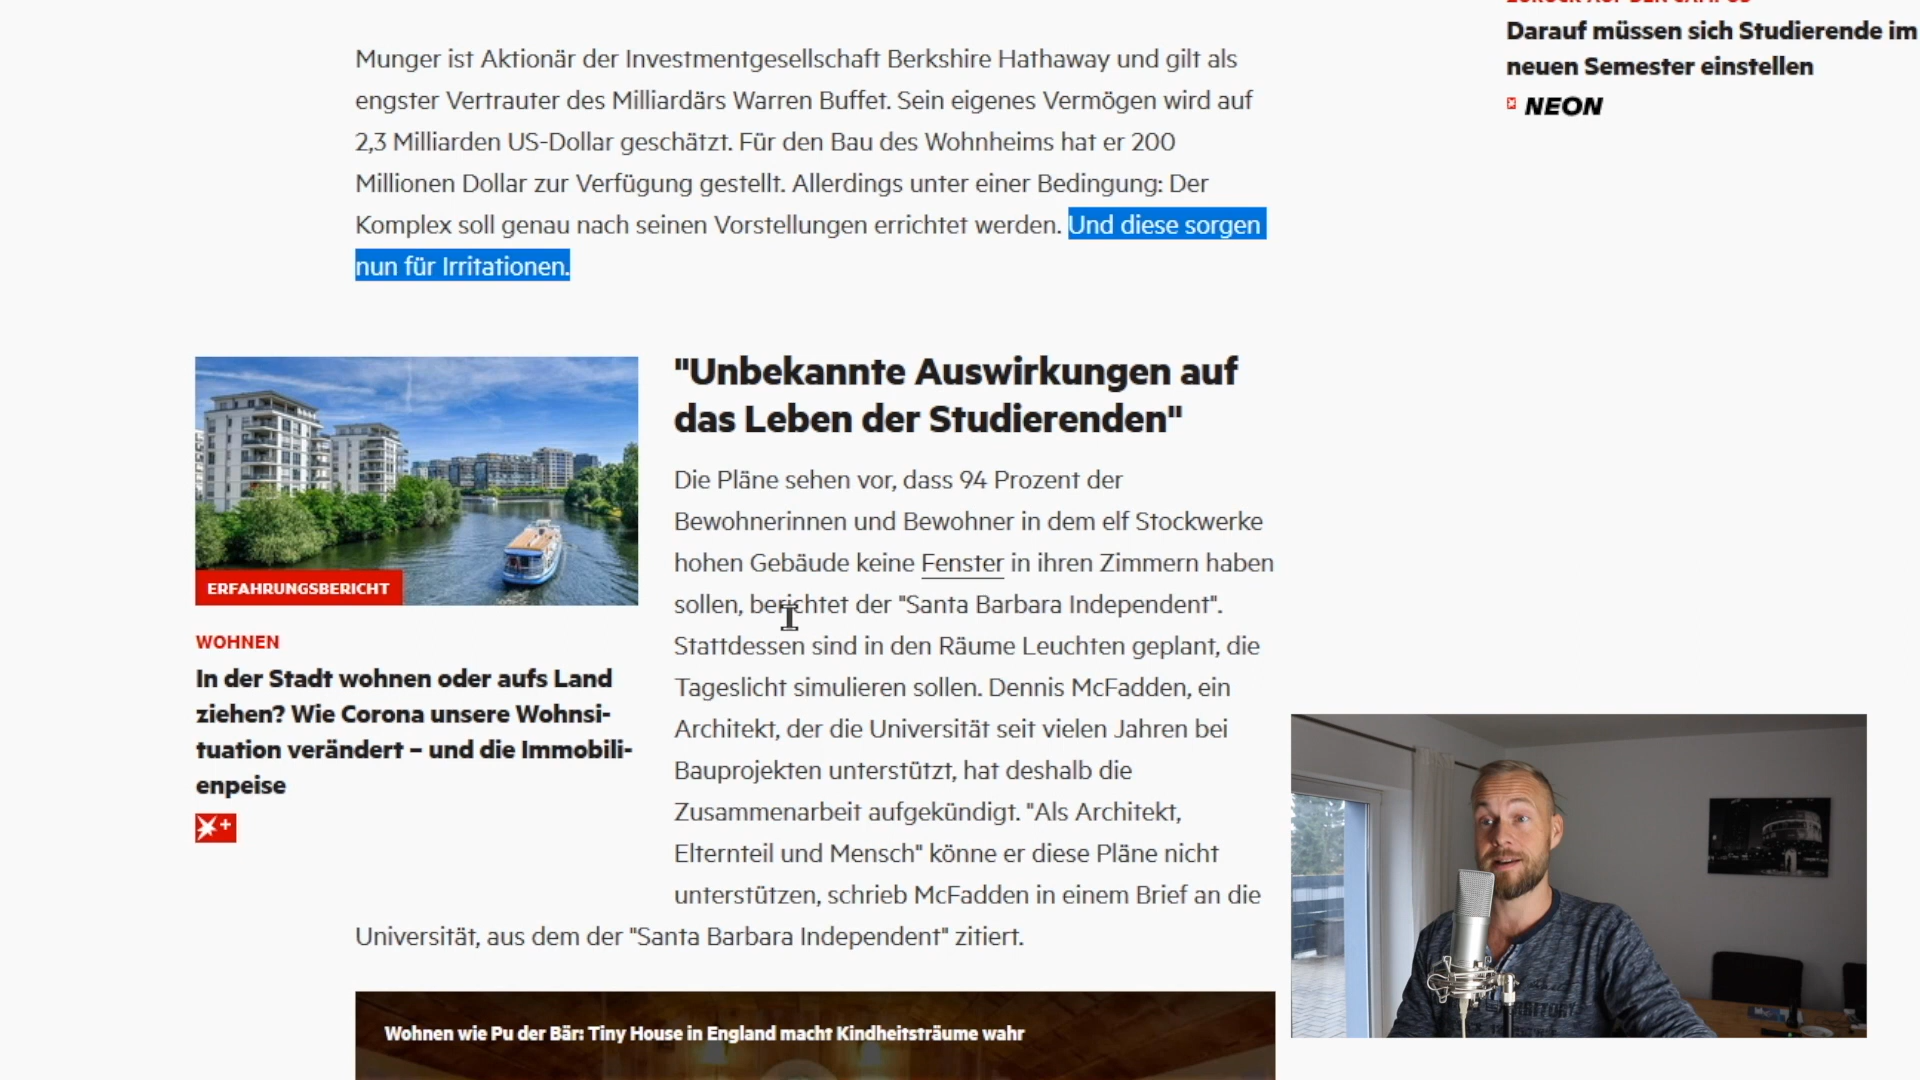 Munger ist Aktionär der Investmentgesellschaft Berkshire Hathaway und gilt als
engster Vertrauter des Milliardärs Warren Buffet. Sein eigenes Vermögen wird auf
2,3 Milliarden US-Dollar geschätzt. Für den Bau des Wohnheims hat er 200
Millionen Dollar zur Verfügung gestellt. Allerdings unter einer Bedingung: Der
Komplex soll genau nach seinen Vorstellungen errichtet werden. Und diese sorgen
nun für Irritationen.
Darauf müssen sich Studierende im
neuen Semester einstellen
NEON
ERFAHRUNGSBERICHT
WOHNEN
In der Stadt wohnen oder aufs Land
ziehen? Wie Corona unsere Wohnsi-
tuation verändert – und die Immobili-
enpeise
"Unbekannte Auswirkungen auf
das Leben der Studierenden"
Die Pläne sehen vor, dass 94 Prozent der
Bewohnerinnen und Bewohner in dem elf Stockwerke
hohen Gebäude keine Fenster in ihren Zimmern haben
sollen, berichtet der "Santa Barbara Independent".
Stattdessen sind in den Räume Leuchten geplant, die
Tageslicht simulieren sollen. Dennis McFadden, ein
Architekt, der die Universität seit vielen Jahren bei
Bauprojekten unterstützt, hat deshalb die
Zusammenarbeit aufgekündigt. "Als Architekt,
Elternteil und Mensch" könne er diese Pläne nicht
unterstützen, schrieb McFadden in einem Brief an die
Universität, aus dem der "Santa Barbara Independent" zitiert.
Wohnen wie Pu der Bär: Tiny House in England macht Kindheitsträume wahr